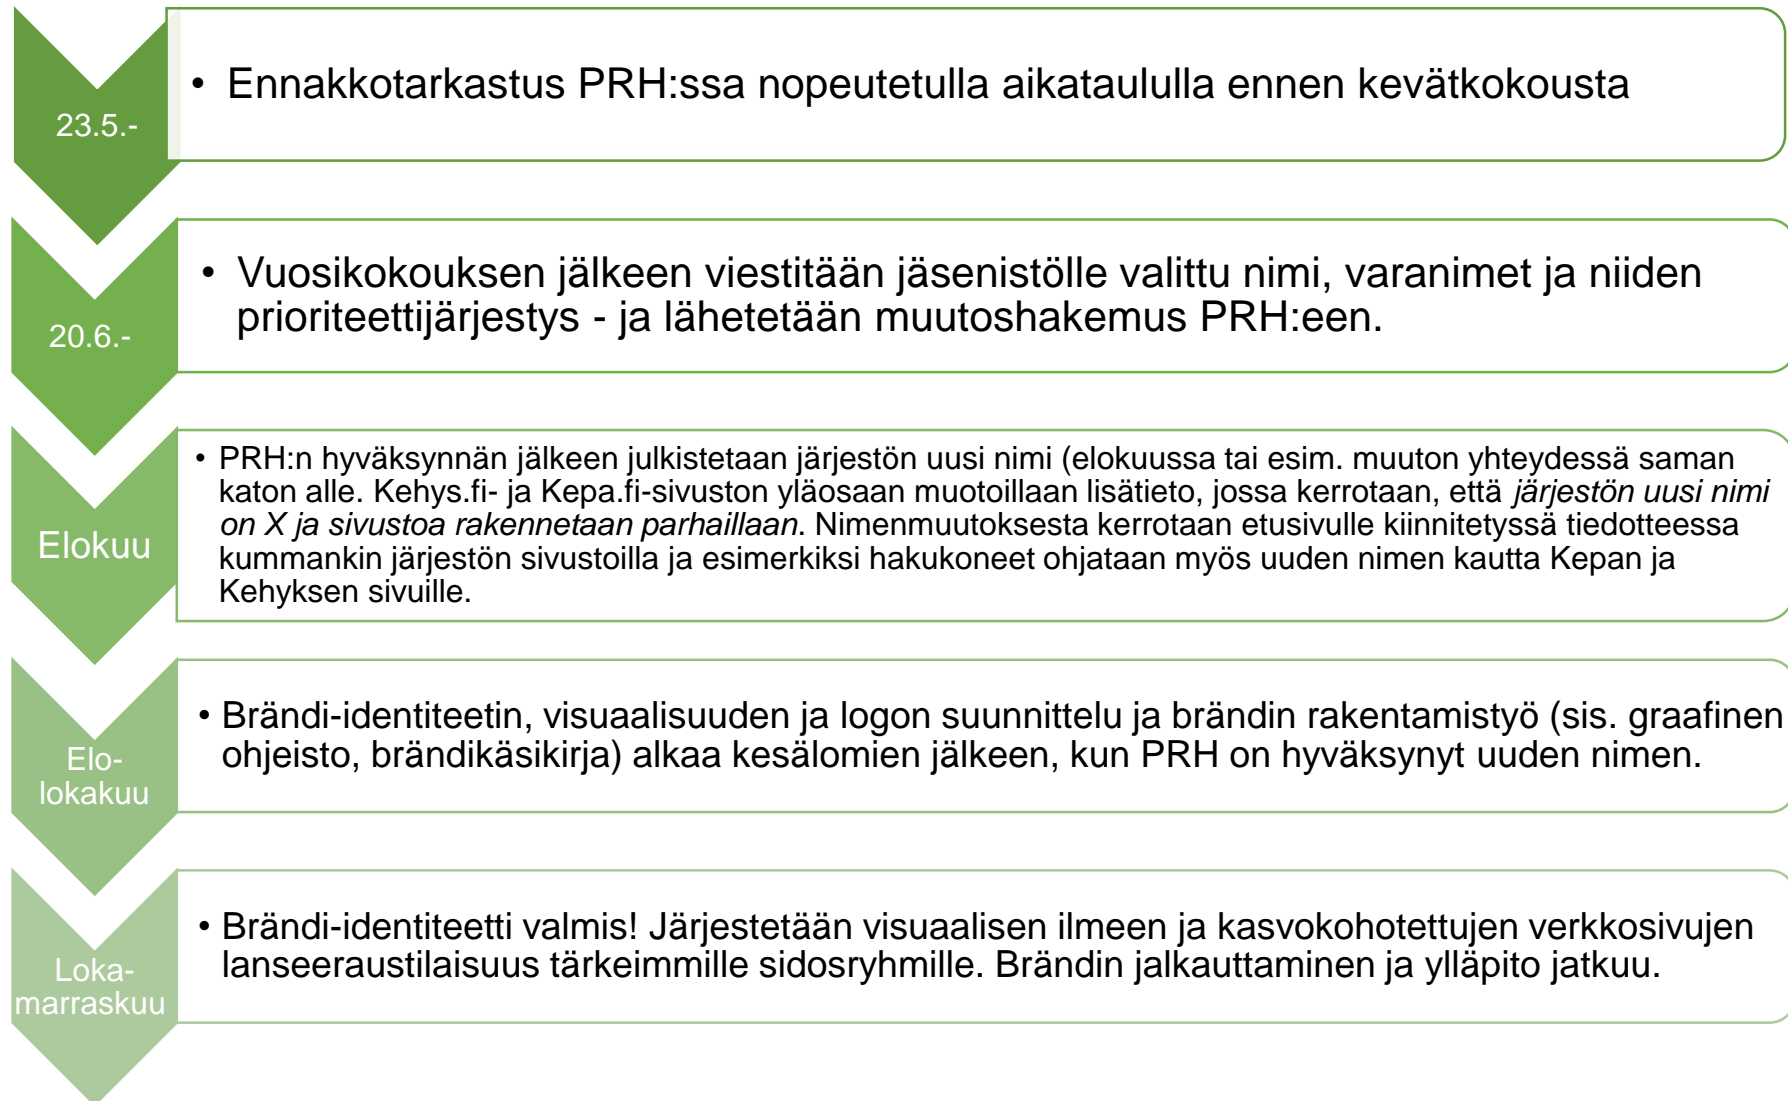 23.5.-
• Ennakkotarkastus PRH:ssa nopeutetulla aikataululla ennen kevätkokousta
20.6.-
• Vuosikokouksen jälkeen viestitään jäsenistölle valittu nimi, varanimet ja niiden
prioriteettijärjestys - ja lähetetään muutoshakemus PRH:een.
Elokuu
• PRH:n hyväksynnän jälkeen julkistetaan järjestön uusi nimi (elokuussa tai esim. muuton yhteydessä saman
katon alle. Kehys.fi- ja Kepa.fi-sivuston yläosaan muotoillaan lisätieto, jossa kerrotaan, että järjestön uusi nimi
on X ja sivustoa rakennetaan parhaillaan. Nimenmuutoksesta kerrotaan etusivulle kiinnitetyssä tiedotteessa
kummankin järjestön sivustoilla ja esimerkiksi hakukoneet ohjataan myös uuden nimen kautta Kepan ja
Kehyksen sivuille.
Elo-
lokakuu
• Brändi-identiteetin, visuaalisuuden ja logon suunnittelu ja brändin rakentamistyö (sis. graafinen
ohjeisto, brändikäsikirja) alkaa kesälomien jälkeen, kun PRH on hyväksynyt uuden nimen.
Loka-
marraskuu
• Brändi-identiteetti valmis! Järjestetään visuaalisen ilmeen ja kasvokohotettujen verkkosivujen
lanseeraustilaisuus tärkeimmille sidosryhmille. Brändin jalkauttaminen ja ylläpito jatkuu.